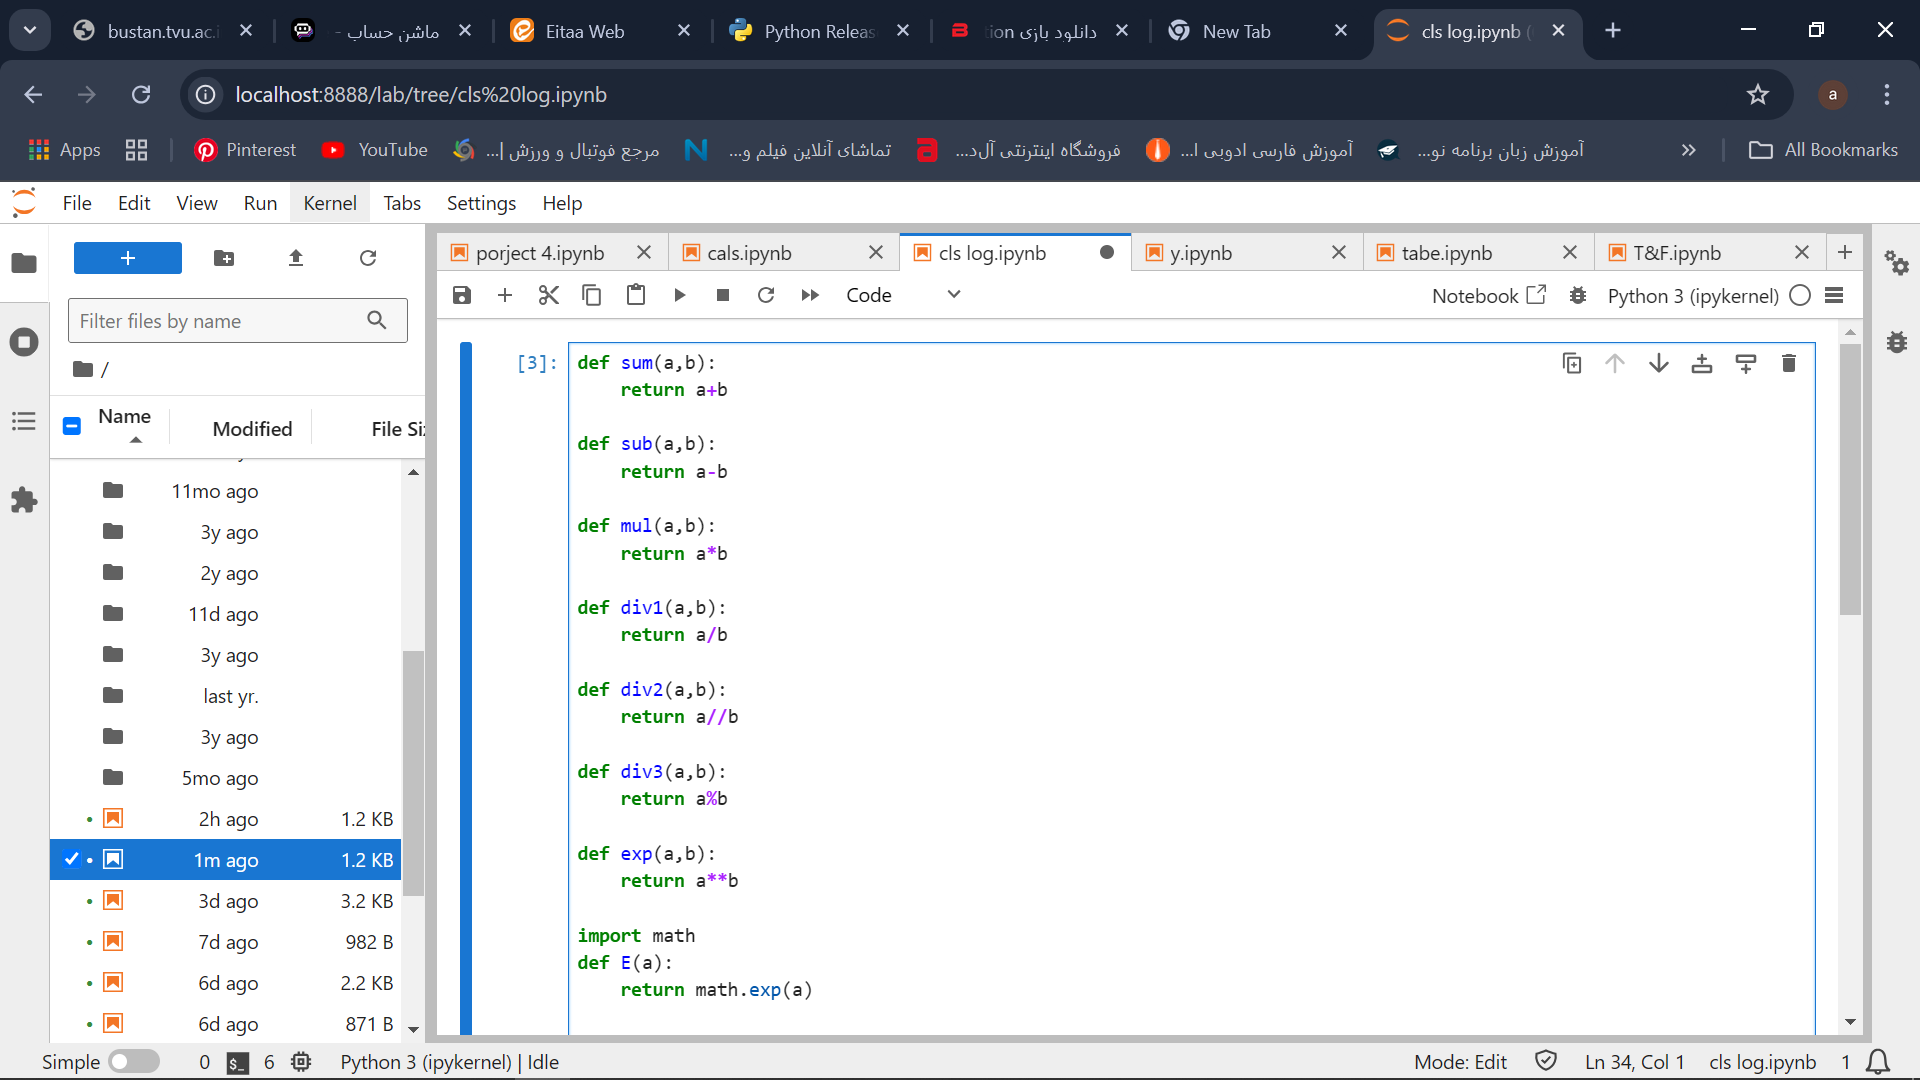 bustan.tvu.ac.i
ماشن حساب -
Eitaa Web
Python Releas
دانلود بازی tion
New Tab
cls log.ipynb (
localhost:8888/lab/tree/cls%20log.ipynb
a
Apps
Pinterest
YouTube
مرجع فوتبال و ورزش |...
تماشای آنلاین فیلم و...
فروشگاه اینترنتی آل‌د...
آموزش فارسی ادوبی ا...
آموزش زبان برنامه نو...
All Bookmarks
File Edit View Run Kernel Tabs Settings Help
porject 4.ipynb
cals.ipynb
cls log.ipynb
y.ipynb
tabe.ipynb
T&F.ipynb
Code
Notebook
Python 3 (ipykernel)
Filter files by name
/
Name
Modified
File Si
11mo ago
3y ago
2y ago
11d ago
3y ago
last yr.
3y ago
5mo ago
2h ago 1.2 KB
1m ago 1.2 KB
3d ago 3.2 KB
7d ago 982 B
6d ago 2.2 KB
6d ago 871 B
[3]:
def sum(a,b):
    return a+b
def sub(a,b):
    return a-b
def mul(a,b):
    return a*b
def div1(a,b):
    return a/b
def div2(a,b):
    return a//b
def div3(a,b):
    return a%b
def exp(a,b):
    return a**b
import math
def E(a):
    return math.exp(a)
Simple
0
6
Python 3 (ipykernel) | Idle
Mode: Edit
Ln 34, Col 1
cls log.ipynb
1